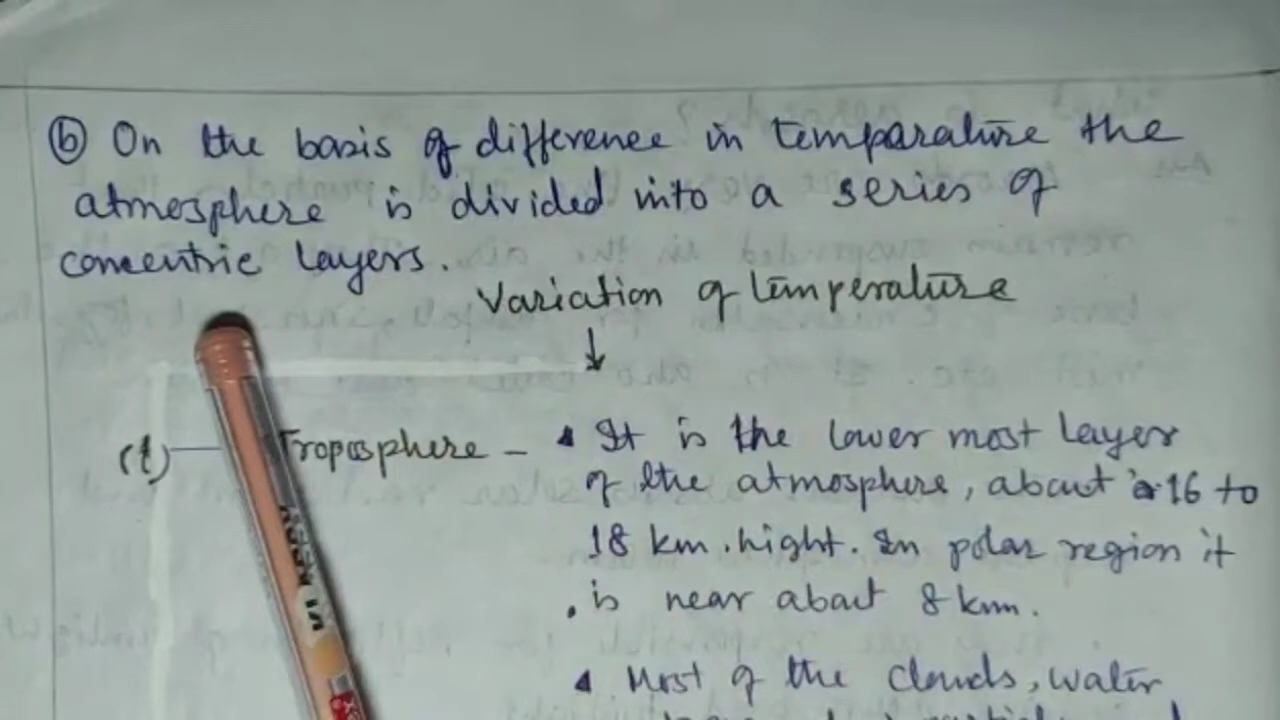 ⓑ On the basis of difference in temparature the
atmosphere is divided into a series of
concentric layers.
Variation of temperature
↓
(i) — Troposphere – ▲ It is the lower most layer
of the atmosphere, about 16 to
18 km. hight. In polar region it
is near about 8 km.
▲ Most of the clouds, water